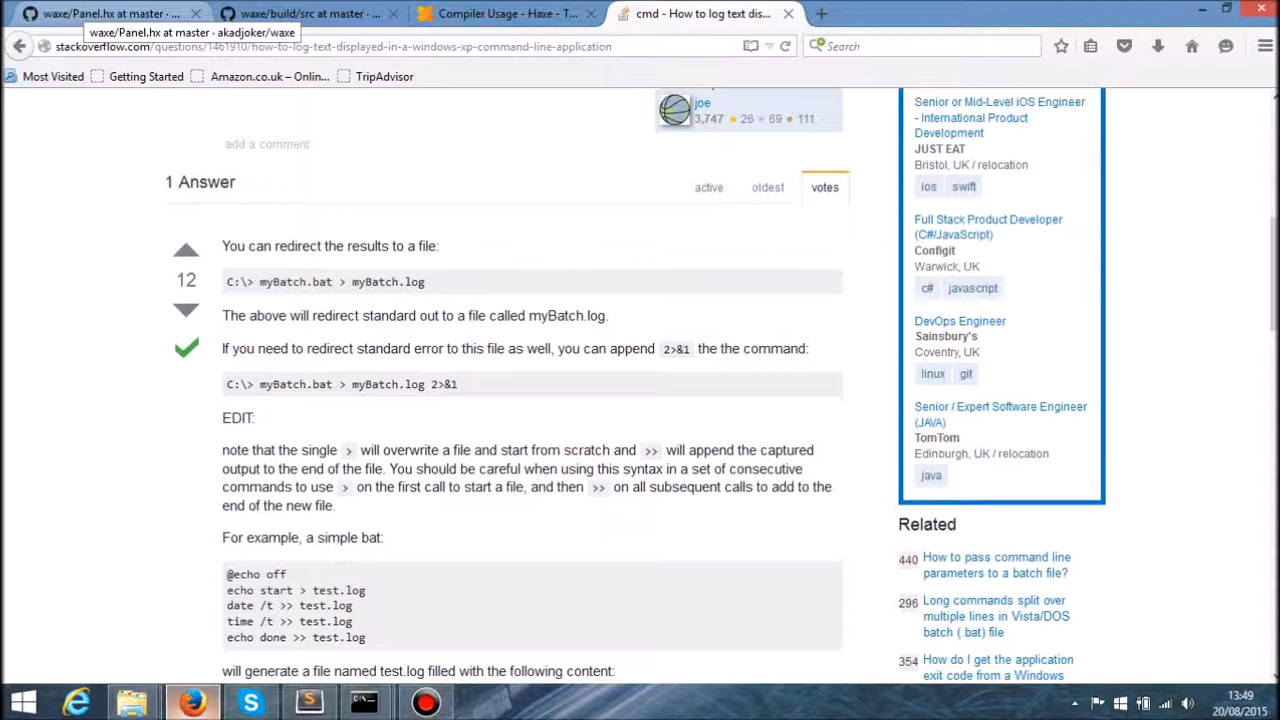 waxe/Panel.hx at master · ...
waxe/build/src at master · ...
Compiler Usage - Haxe - T...
cmd - How to log text dis...
waxe/Panel.hx at master · akadjoker/waxe
stackoverflow.com/questions/1461910/how-to-log-text-displayed-in-a-windows-xp-command-line-application
Search
Most Visited
Getting Started
Amazon.co.uk – Onlin...
TripAdvisor
joe
3,747 26 69 111
add a comment
1 Answer
active oldest votes
You can redirect the results to a file:
12
C:\> myBatch.bat > myBatch.log
The above will redirect standard out to a file called myBatch.log.
If you need to redirect standard error to this file as well, you can append 2>&1 the the command:
C:\> myBatch.bat > myBatch.log 2>&1
EDIT:
note that the single > will overwrite a file and start from scratch and >> will append the captured
output to the end of the file. You should be careful when using this syntax in a set of consecutive
commands to use > on the first call to start a file, and then >> on all subsequent calls to add to the
end of the new file.
For example, a simple bat:
@echo off
echo start > test.log
date /t >> test.log
time /t >> test.log
echo done >> test.log
will generate a file named test.log filled with the following content:
Senior or Mid-Level iOS Engineer
- International Product
Development
JUST EAT
Bristol, UK / relocation
ios swift
Full Stack Product Developer
(C#/JavaScript)
Configit
Warwick, UK
c# javascript
DevOps Engineer
Sainsbury's
Coventry, UK
linux git
Senior / Expert Software Engineer
(JAVA)
TomTom
Edinburgh, UK / relocation
java
Related
440 How to pass command line
parameters to a batch file?
296 Long commands split over
multiple lines in Vista/DOS
batch (.bat) file
354 How do I get the application
exit code from a Windows
13:49
20/08/2015